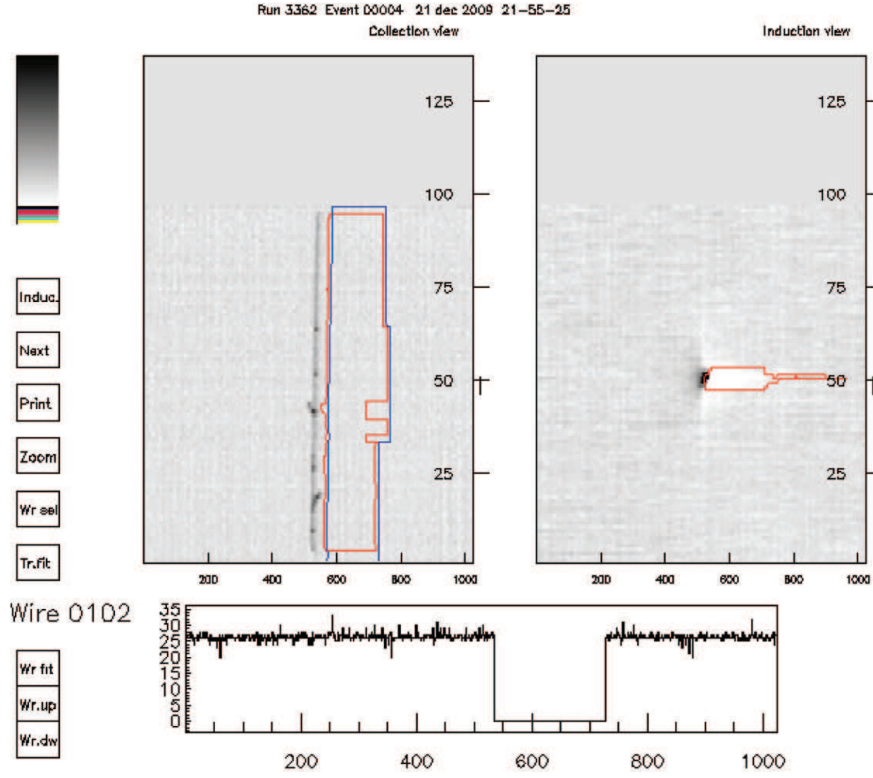 Run 3362 Event 00004 21 dec 2009 21-55-25
Collection view
Induction view
125
125
100
100
75
75
50
50
25
25
200 400 600 800 1000
200 400 600 800 1000
Induc.
Next
Print
Zoom
Wr sel
Tr.fit
Wire 0102
Wr fit
Wr.up
Wr.dw
35
30
25
20
15
10
5
0
200 400 600 800 1000